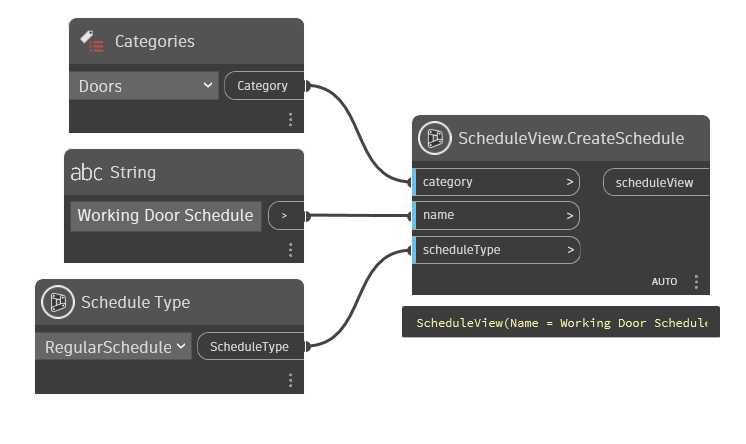 Categories
Doors
Category
abc String
Working Door Schedule
>
Schedule Type
RegularSchedule
ScheduleType
ScheduleView.CreateSchedule
category >
scheduleView
name >
scheduleType >
AUTO
ScheduleView(Name = Working Door Schedule